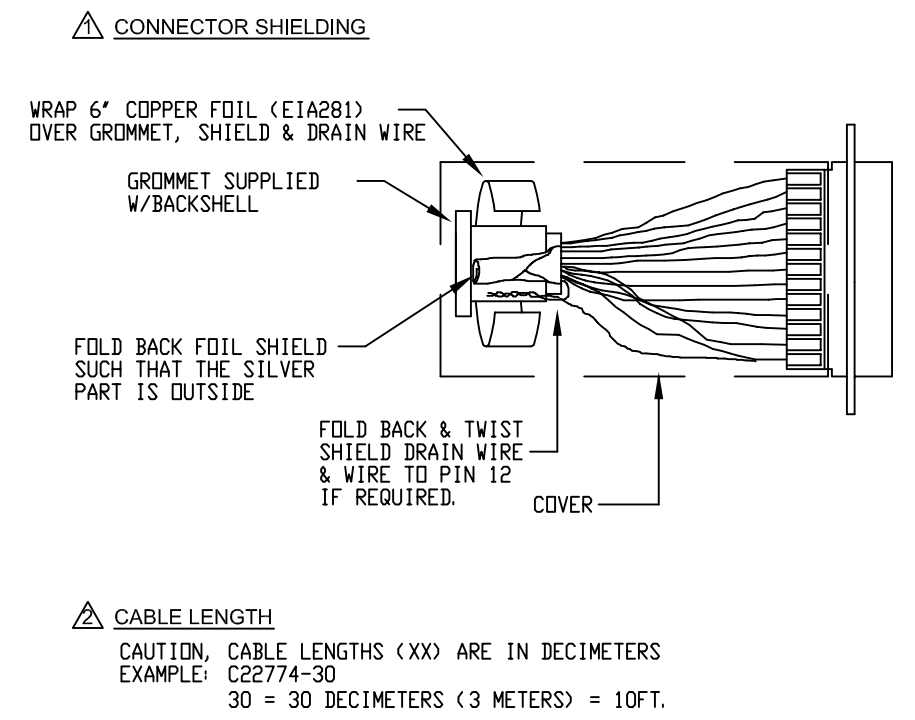 1 CONNECTOR SHIELDING
WRAP 6" COPPER FOIL (EIA281)
OVER GROMMET, SHIELD & DRAIN WIRE
GROMMET SUPPLIED
W/BACKSHELL
FOLD BACK FOIL SHIELD
SUCH THAT THE SILVER
PART IS OUTSIDE
FOLD BACK & TWIST
SHIELD DRAIN WIRE
& WIRE TO PIN 12
IF REQUIRED.
COVER
2 CABLE LENGTH
CAUTION, CABLE LENGTHS (XX) ARE IN DECIMETERS
EXAMPLE: C22774-30
30 = 30 DECIMETERS (3 METERS) = 10FT.